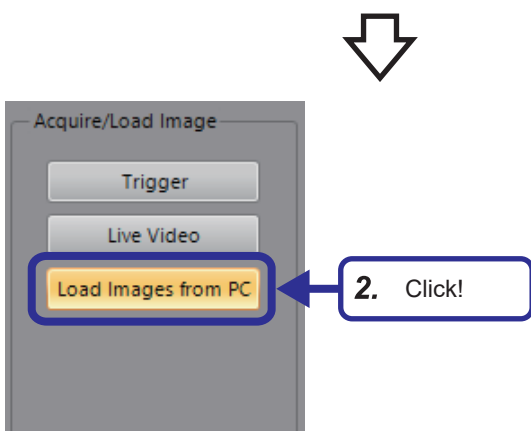 Acquire/Load Image
Trigger
Live Video
Load Images from PC
2. Click!